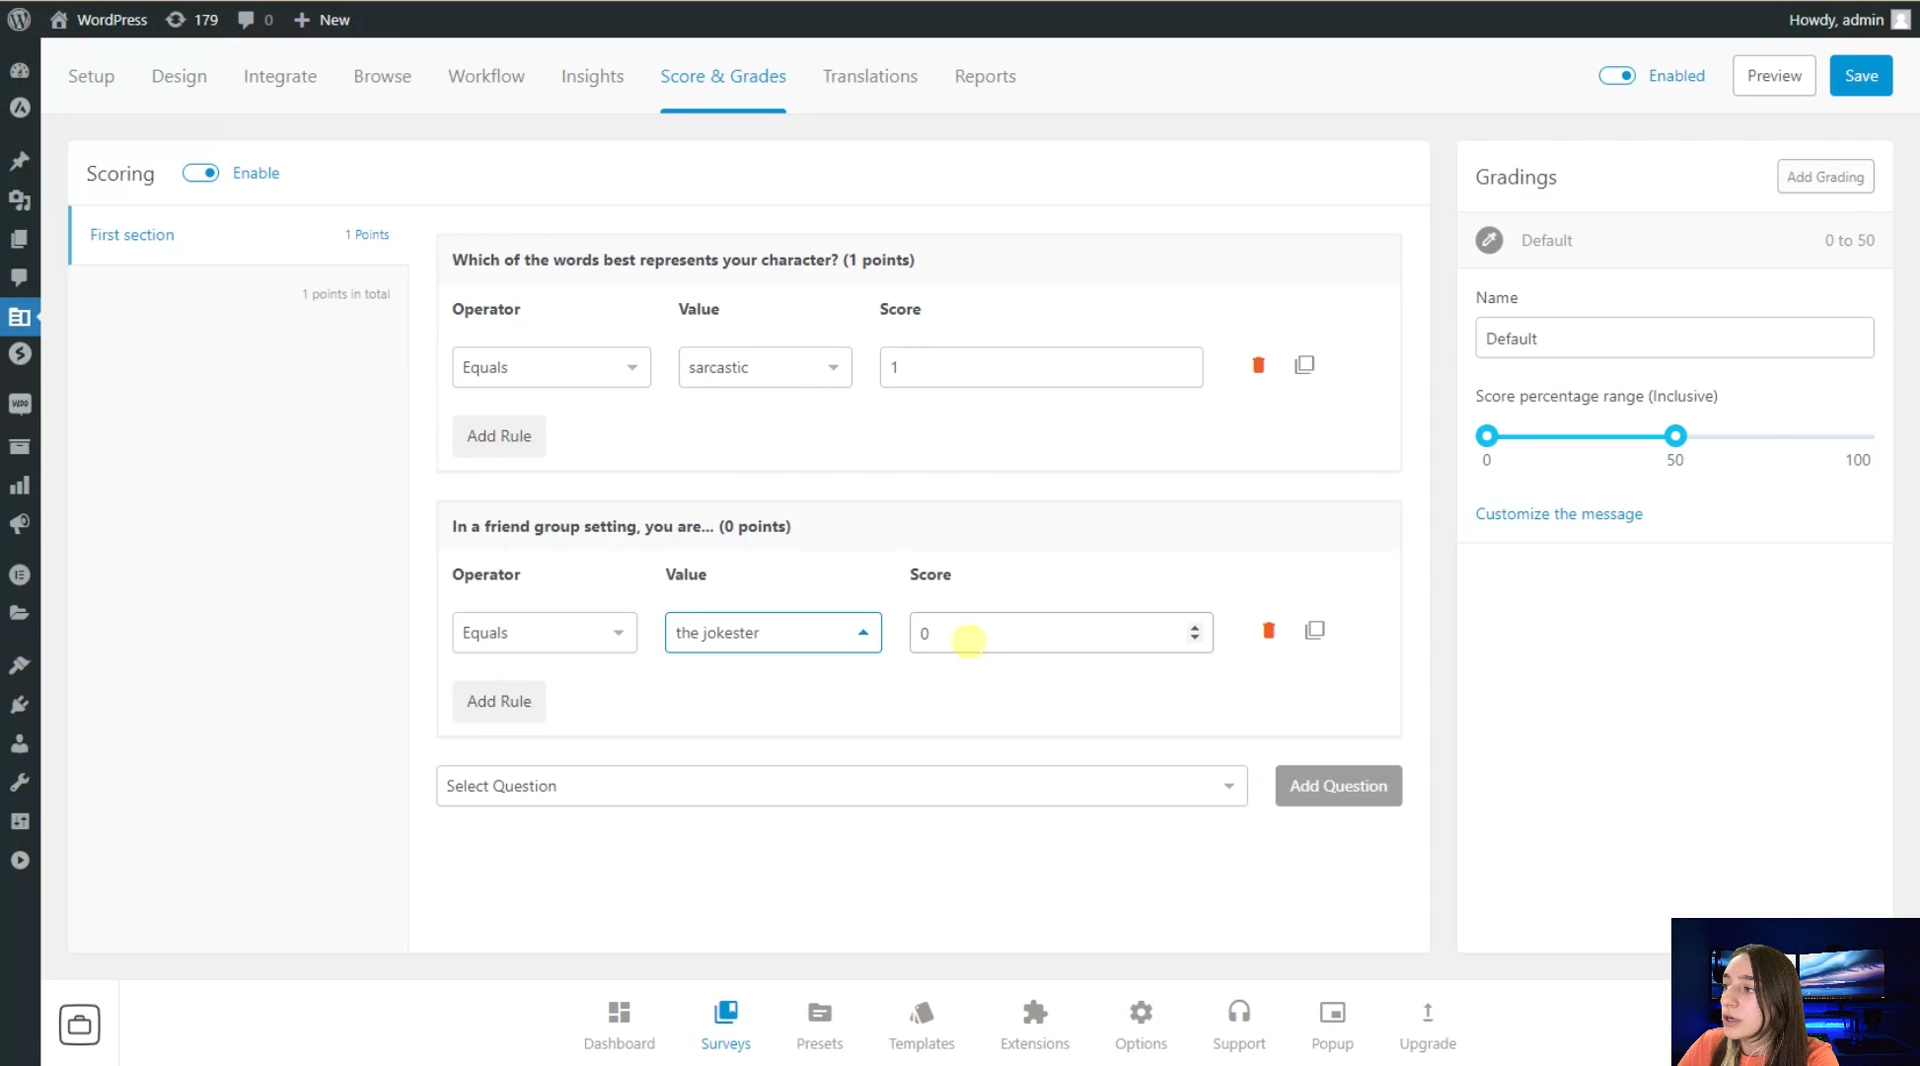 WordPress 179 0 New Howdy, admin
Setup Design Integrate Browse Workflow Insights Score & Grades Translations Reports Enabled Preview Save
Scoring Enable
First section 1 Points
1 points in total
Which of the words best represents your character? (1 points)
Operator Value Score
Equals sarcastic 1
Add Rule
In a friend group setting, you are... (0 points)
Operator Value Score
Equals the jokester 0
Add Rule
Select Question Add Question
Gradings Add Grading
Default 0 to 50
Name
Default
Score percentage range (Inclusive)
0 50 100
Customize the message
Dashboard Surveys Presets Templates Extensions Options Support Popup Upgrade